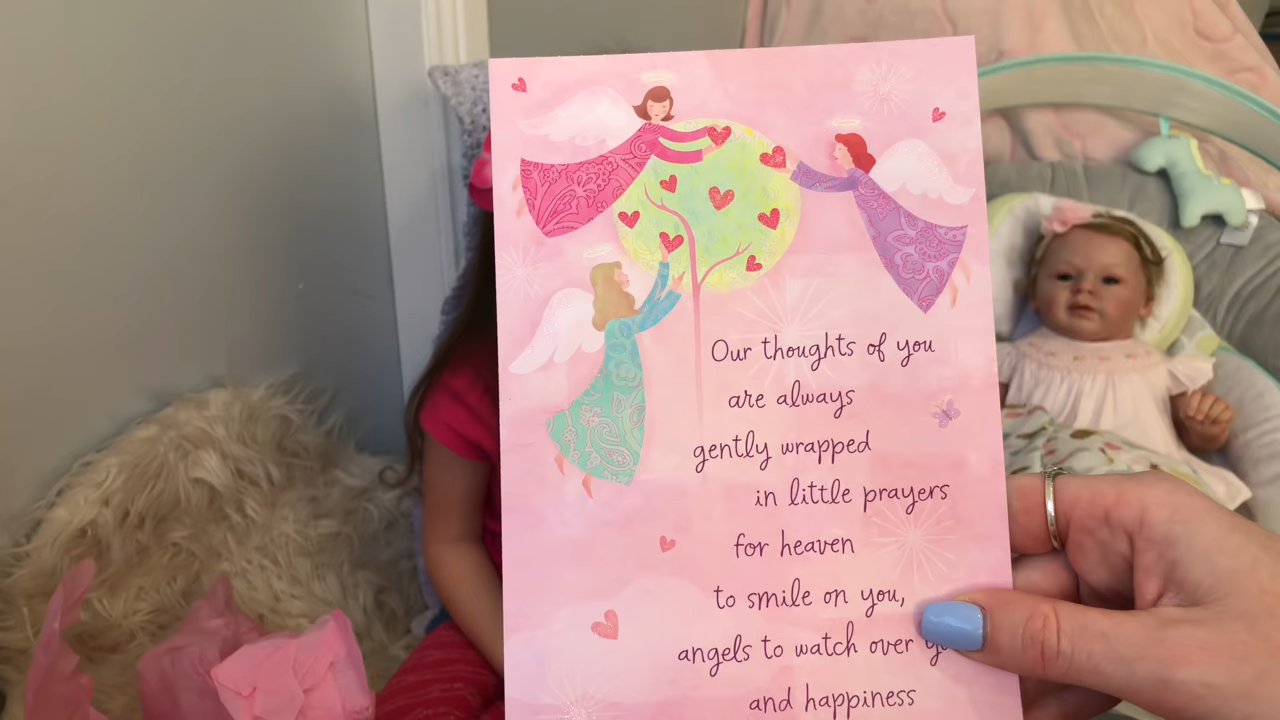 Our thoughts of you
are always
gently wrapped
in little prayers
for heaven
to smile on you,
angels to watch over
and happiness